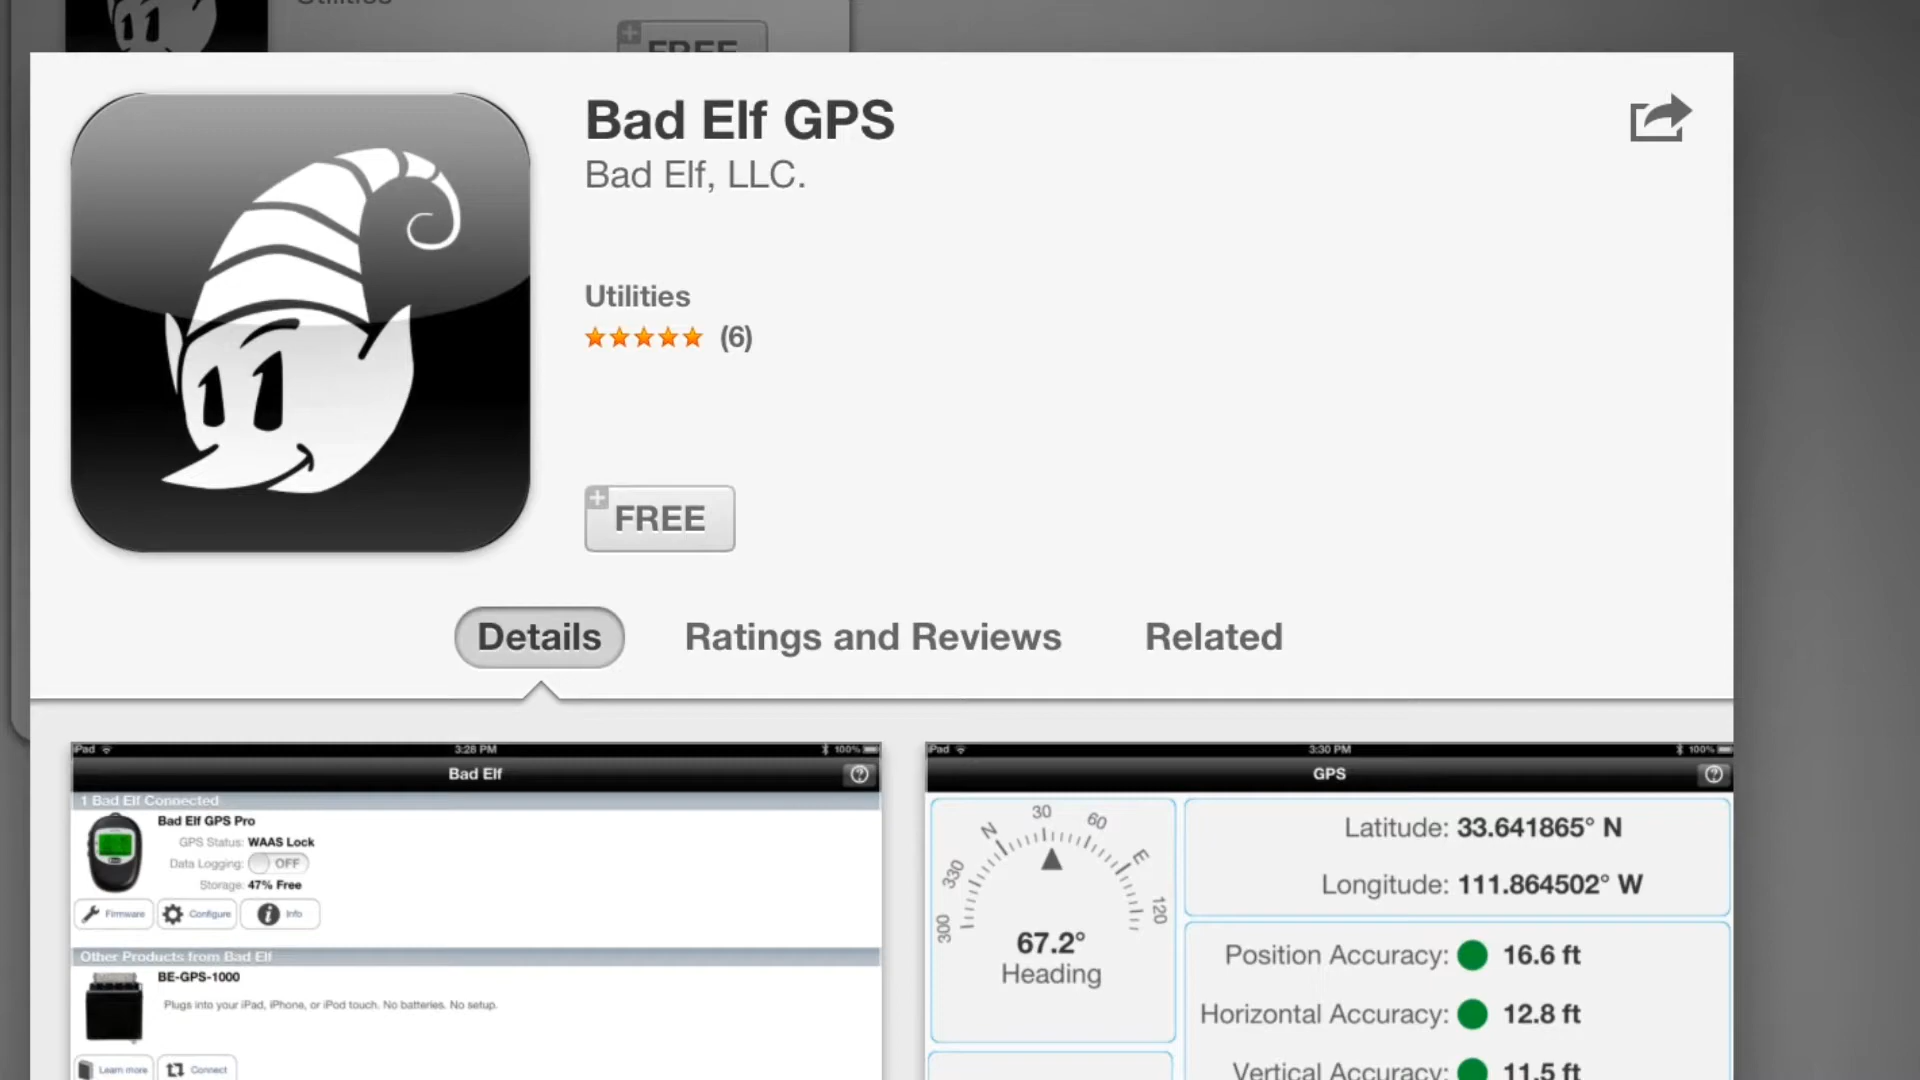 Utilities
FREE
Bad Elf GPS
Bad Elf, LLC.
Utilities
(6)
FREE
Details
Ratings and Reviews
Related
iPad
3:28 PM
100%
Bad Elf
1 Bad Elf Connected
Bad Elf GPS Pro
GPS Status: WAAS Lock
Data Logging: OFF
Storage: 47% Free
Firmware
Configure
Info
Other Products from Bad Elf
BE-GPS-1000
Plugs into your iPad, iPhone, or iPod touch. No batteries. No setup.
Learn more
Connect
iPad
3:30 PM
100%
GPS
300
330
N
30
60
E
120
67.2°
Heading
Latitude: 33.641865° N
Longitude: 111.864502° W
Position Accuracy: 16.6 ft
Horizontal Accuracy: 12.8 ft
Vertical Accuracy: 11.5 ft